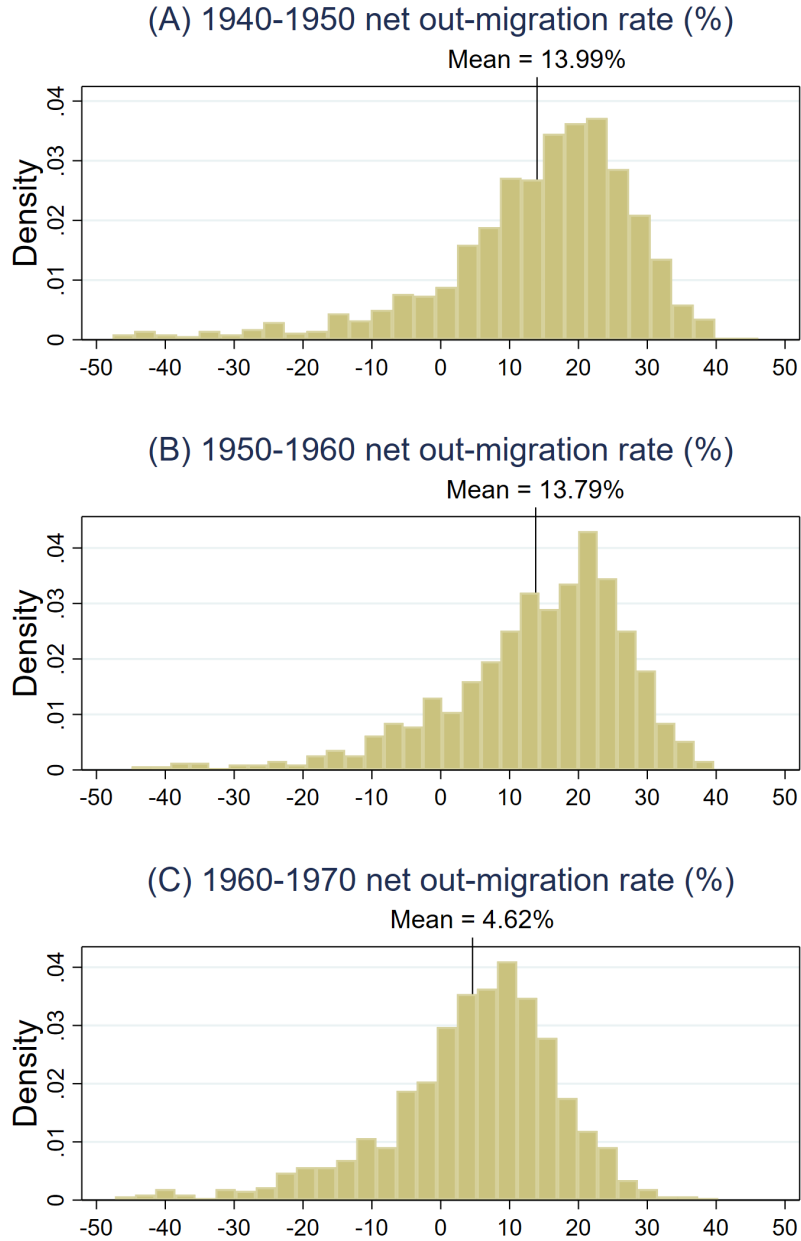 (A) 1940-1950 net out-migration rate (%)
Mean = 13.99%
Density
.04
.03
.02
.01
0
-50 -40 -30 -20 -10 0 10 20 30 40 50
(B) 1950-1960 net out-migration rate (%)
Mean = 13.79%
Density
.04
.03
.02
.01
0
-50 -40 -30 -20 -10 0 10 20 30 40 50
(C) 1960-1970 net out-migration rate (%)
Mean = 4.62%
Density
.04
.03
.02
.01
0
-50 -40 -30 -20 -10 0 10 20 30 40 50